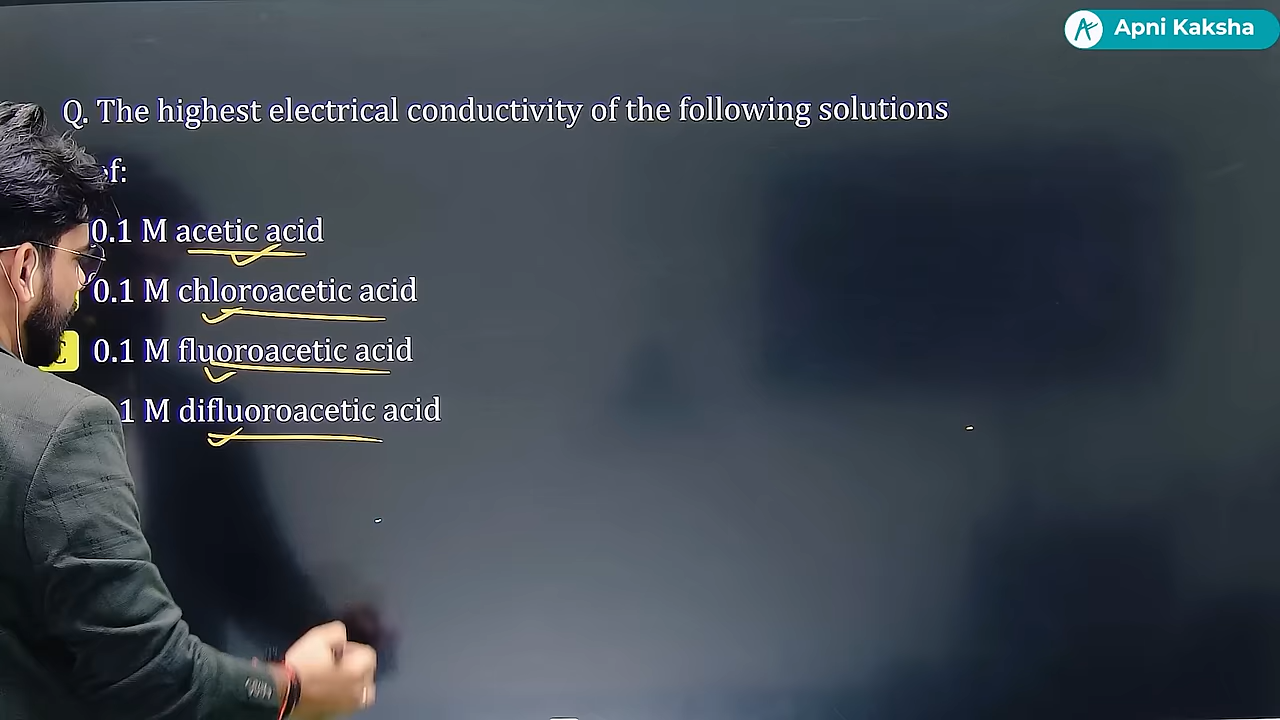 Apni Kaksha
Q. The highest electrical conductivity of the following solutions
of:
0.1 M acetic acid
0.1 M chloroacetic acid
C 0.1 M fluoroacetic acid
1 M difluoroacetic acid